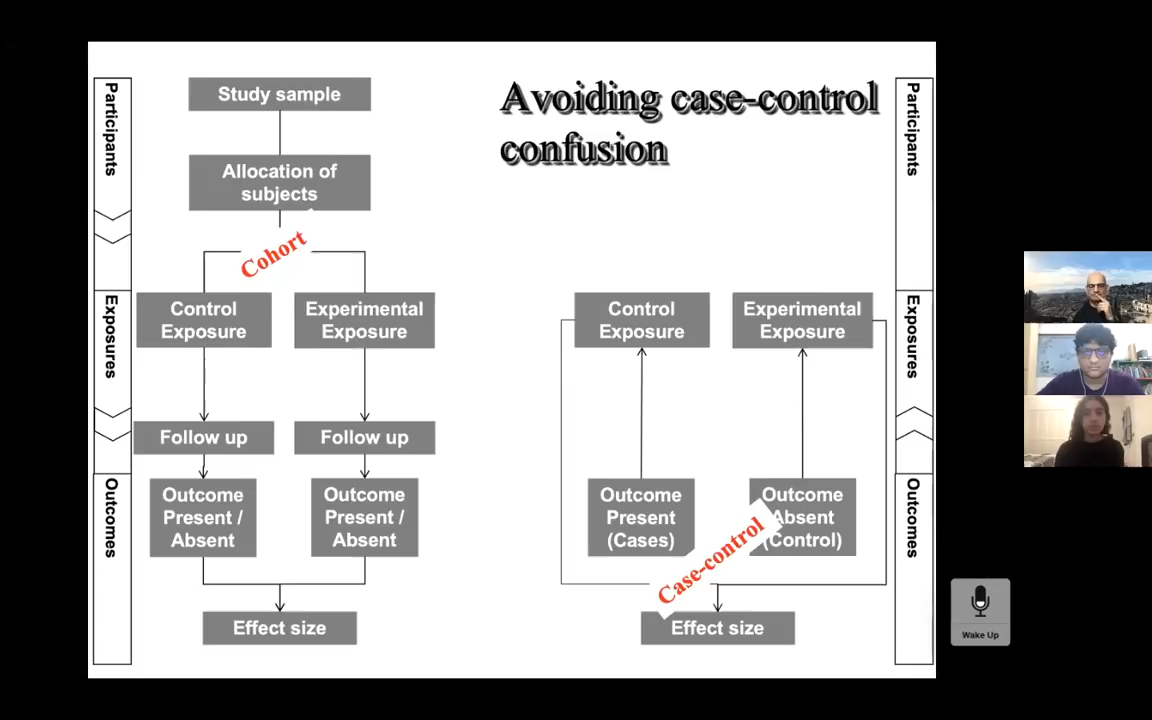 Avoiding case-control
confusion
Participants
Exposures
Outcomes
Study sample
Allocation of
subjects
Cohort
Control
Exposure
Experimental
Exposure
Follow up
Follow up
Outcome
Present /
Absent
Outcome
Present /
Absent
Effect size
Control
Exposure
Experimental
Exposure
Outcome
Present
(Cases)
Outcome
Absent
(Control)
Case-control
Effect size
Participants
Exposures
Outcomes
Wake Up